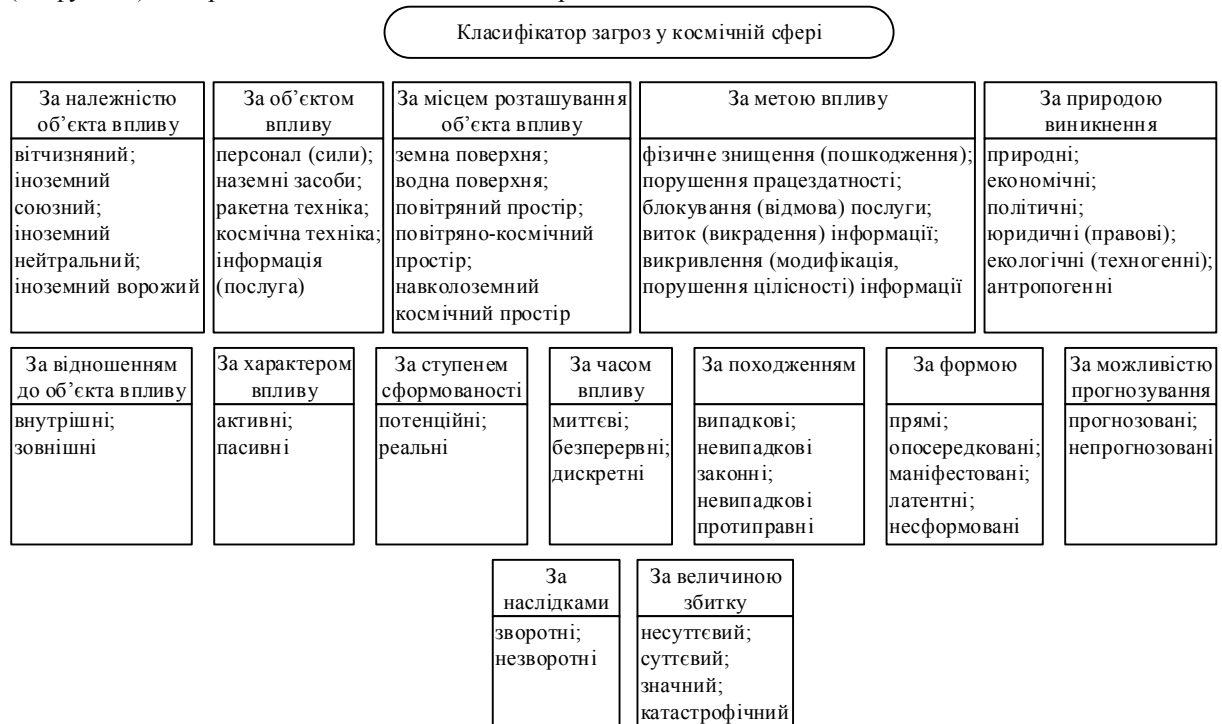 Класифікатор загроз у космічній сфері
За належністю
об’єкта впливу
вітчизняний;
іноземний
союзний;
іноземний
нейтральний;
іноземний ворожий
За об’єктом
впливу
персонал (сили);
наземні засоби;
ракетна техніка;
космічна техніка;
інформація
(послуга)
За місцем розташування
об’єкта впливу
земна поверхня;
водна поверхня;
повітряний простір;
повітряно-космічний
простір;
навколоземний
космічний простір
За метою впливу
фізичне знищення (пошкодження);
порушення працездатності;
блокування (відмова) послуги;
виток (викрадення) інформації;
викривлення (модифікація,
порушення цілісності) інформації
За природою
виникнення
природні;
економічні;
політичні;
юридичні (правові);
екологічні (техногенні);
антропогенні
За відношенням
до об’єкта впливу
внутрішні;
зовнішні
За характером
впливу
активні;
пасивні
За ступенем
сформованості
потенційні;
реальні
За часом
впливу
миттєві;
безперервні;
дискретні
За походженням
випадкові;
невипадкові
законні;
невипадкові
протиправні
За формою
прямі;
опосередковані;
маніфестовані;
латентні;
несформовані
За можливістю
прогнозування
прогнозовані;
непрогнозовані
За
наслідками
зворотні;
незворотні
За величиною
збитку
несуттєвий;
суттєвий;
значний;
катастрофічний